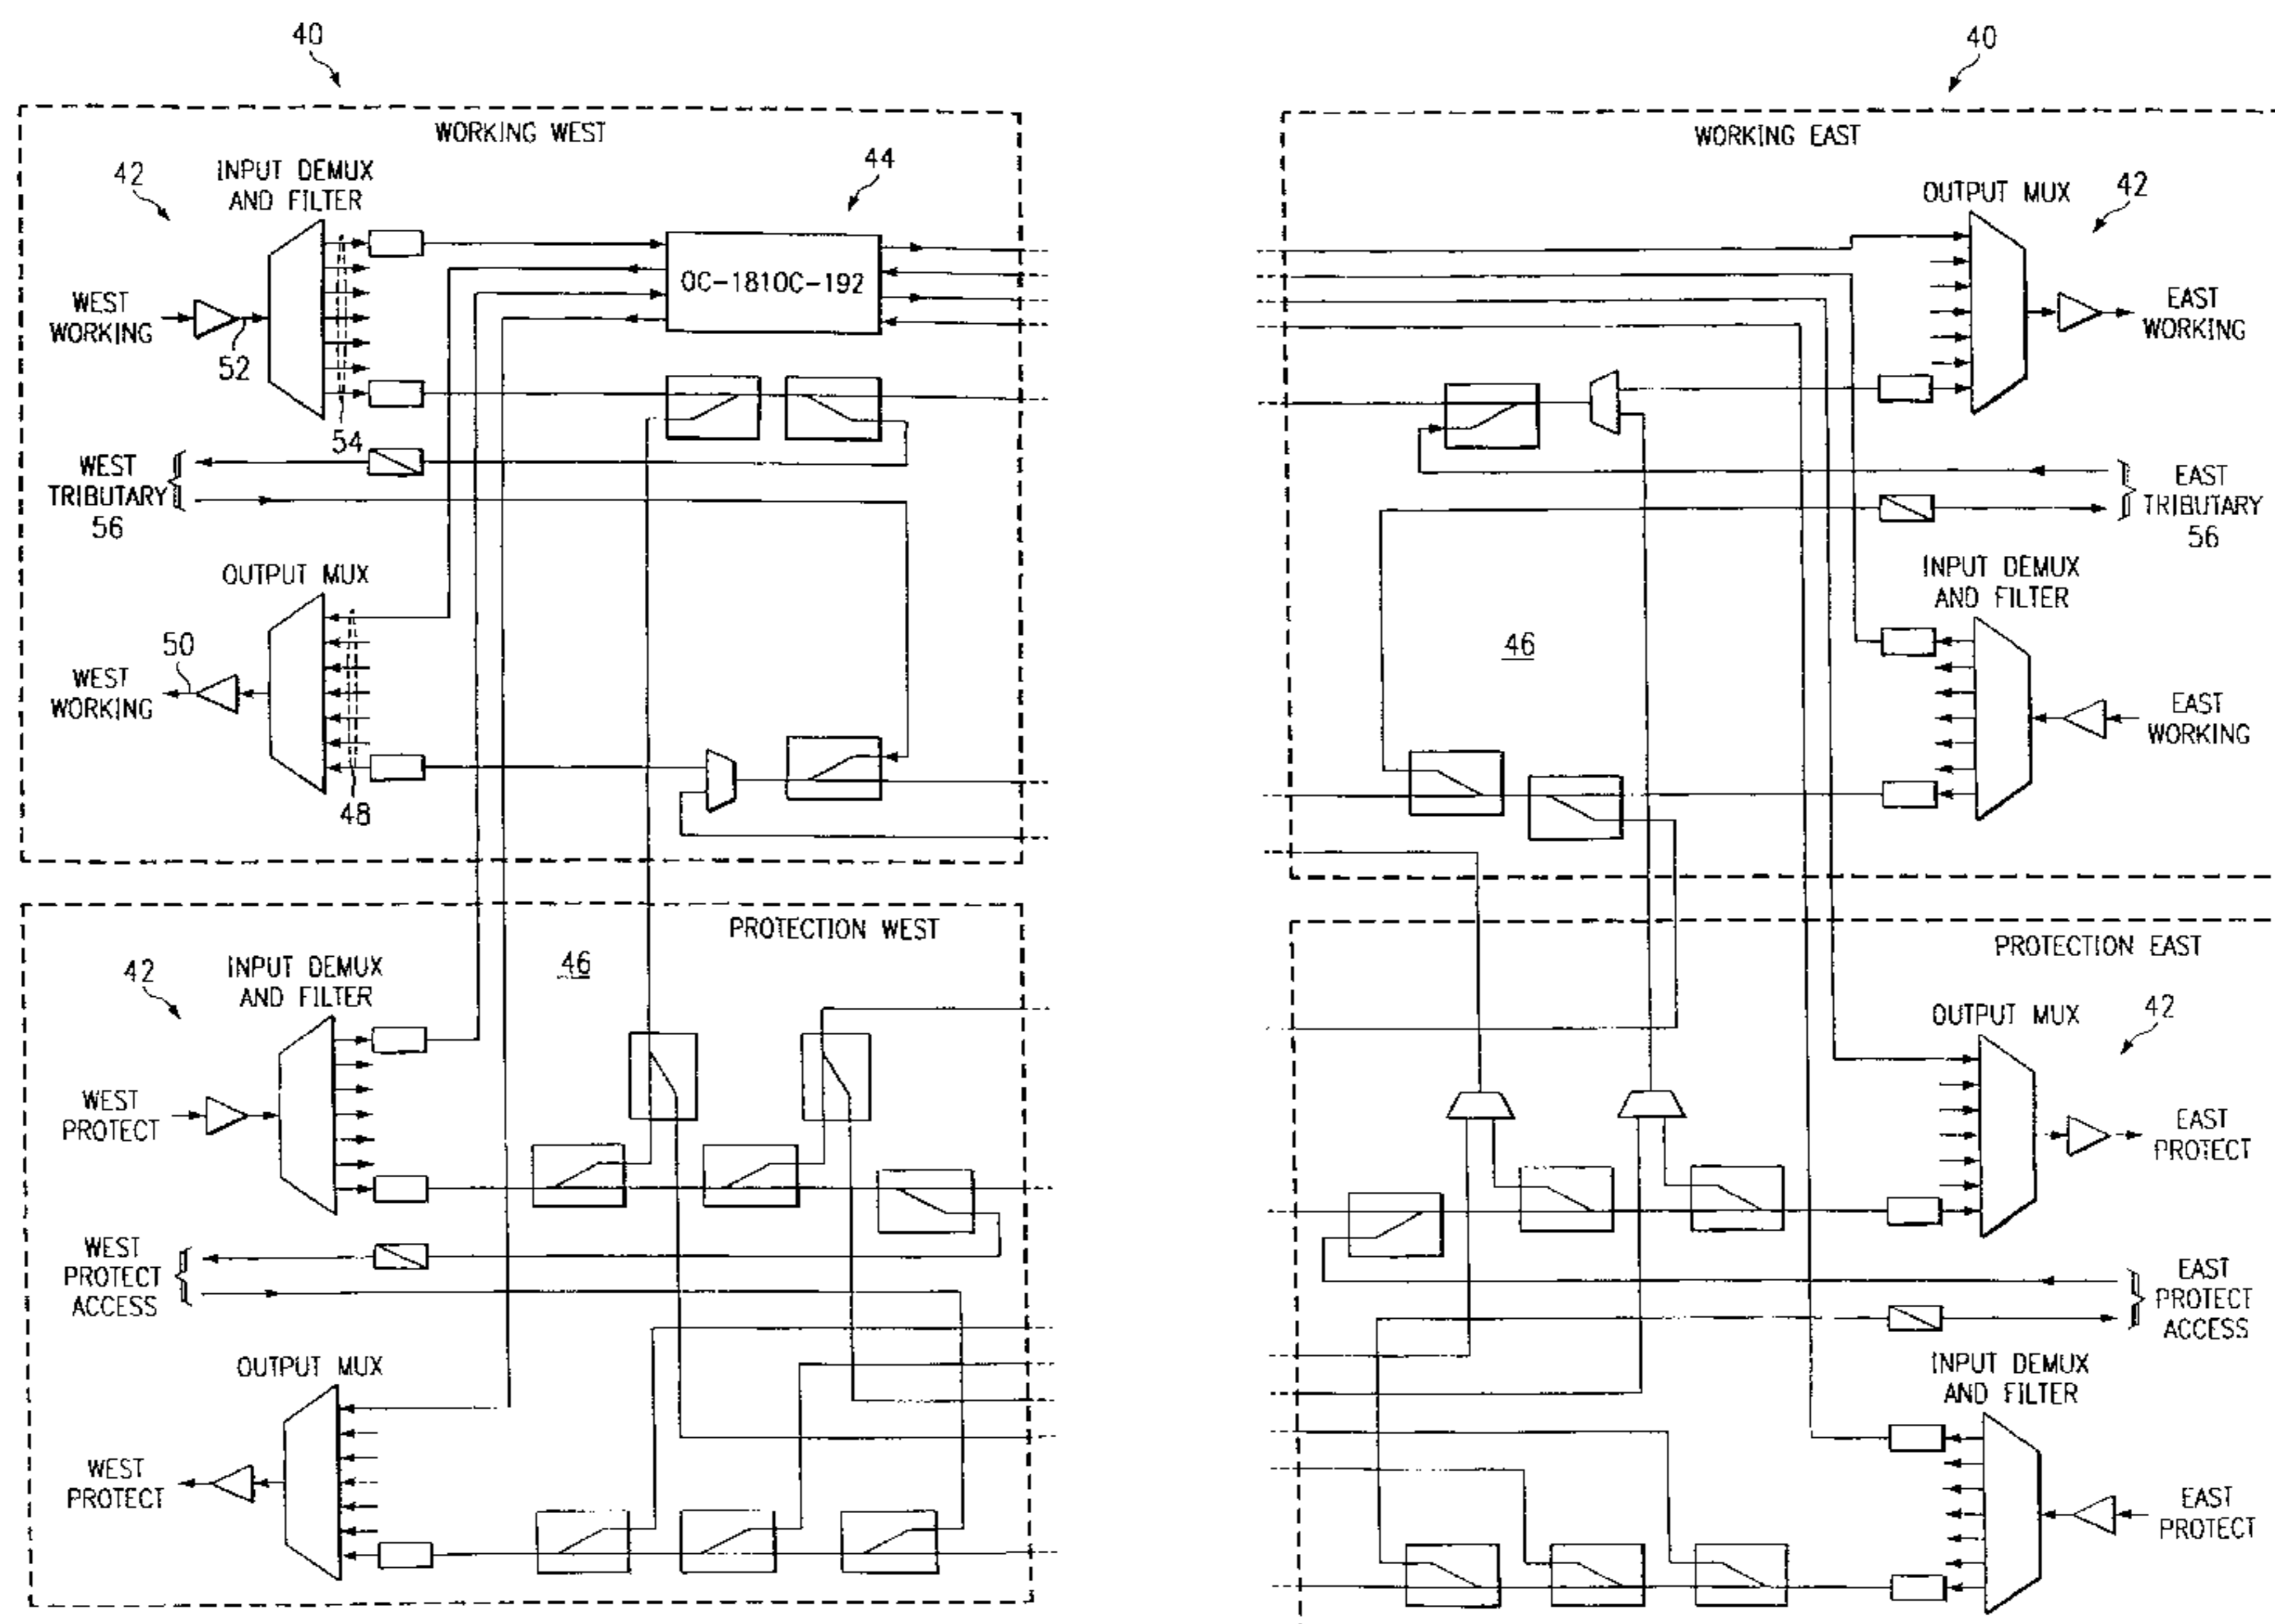 40
WORKING WEST
42
INPUT DEMUX
AND FILTER
44
OC-1810C-192
WEST
WORKING
52
54
WEST
TRIBUTARY
56
OUTPUT MUX
50
WEST
WORKING
48
PROTECTION WEST
42
INPUT DEMUX
AND FILTER
46
WEST
PROTECT
WEST
PROTECT
ACCESS
OUTPUT MUX
WEST
PROTECT
40
WORKING EAST
OUTPUT MUX
42
EAST
WORKING
EAST
TRIBUTARY
56
INPUT DEMUX
AND FILTER
46
EAST
WORKING
PROTECTION EAST
OUTPUT MUX
42
EAST
PROTECT
EAST
PROTECT
ACCESS
INPUT DEMUX
AND FILTER
EAST
PROTECT